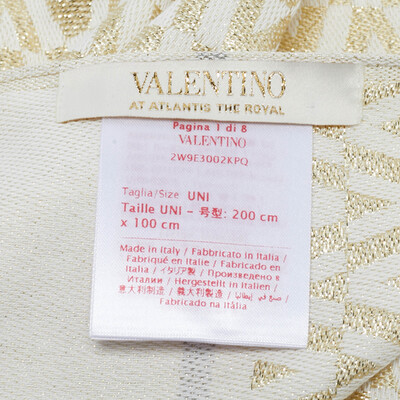 VALENTINO
AT ATLANTIS THE ROYAL
Pagina 1 di 8
VALENTINO
2W9E3002KPQ
Taglia/Size UNI
Taille UNI - 号型: 200 cm
x 100 cm
Made in Italy / Fabbricato in Italia /
Fabriqué en Italie / Fabricado en
Italia / イタリア製 / Произведено в
Италии / Hergestellt in Italien /
意大利制造 / 義大利製造 / صنع في إيطاليا /
Fabricado na Itália